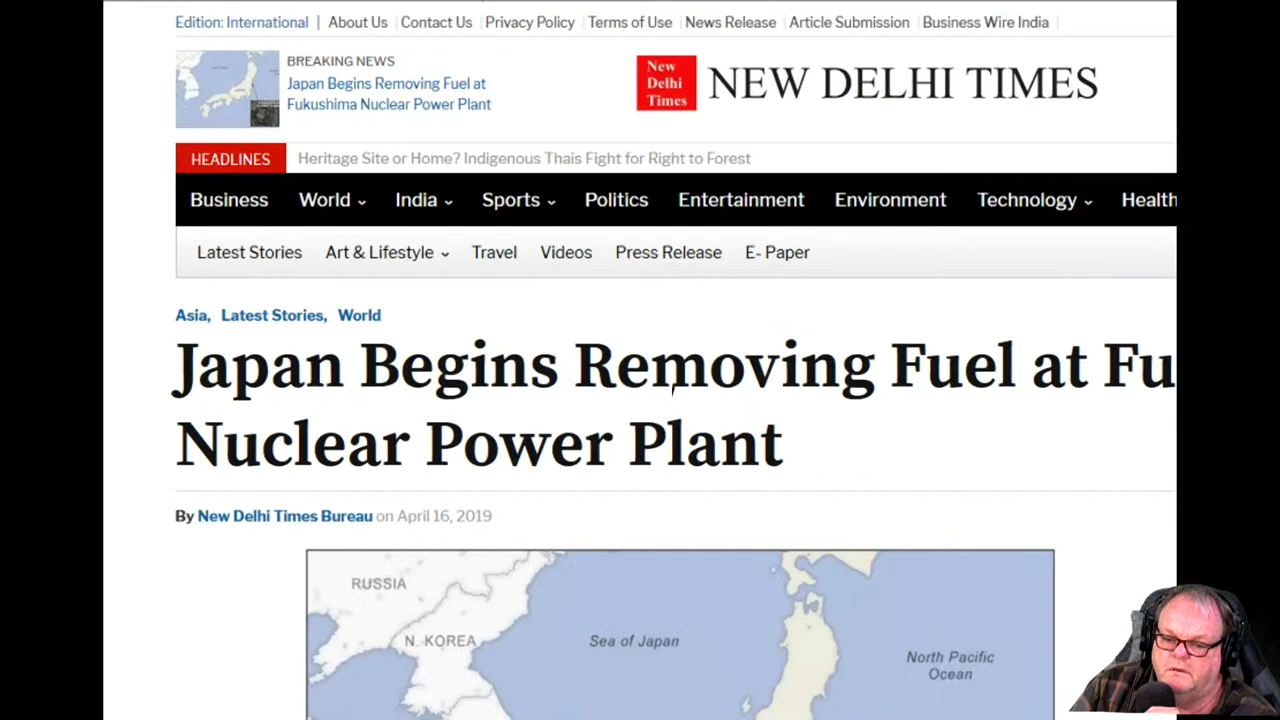 Edition: International | About Us | Contact Us | Privacy Policy | Terms of Use | News Release | Article Submission | Business Wire India |
BREAKING NEWS
Japan Begins Removing Fuel at
Fukushima Nuclear Power Plant
New
Delhi
Times
NEW DELHI TIMES
HEADLINES Heritage Site or Home? Indigenous Thais Fight for Right to Forest
Business World India Sports Politics Entertainment Environment Technology Health
Latest Stories Art & Lifestyle Travel Videos Press Release E- Paper
Asia, Latest Stories, World
Japan Begins Removing Fuel at Fu
Nuclear Power Plant
By New Delhi Times Bureau on April 16, 2019
RUSSIA
N. KOREA
Sea of Japan
North Pacific
Ocean